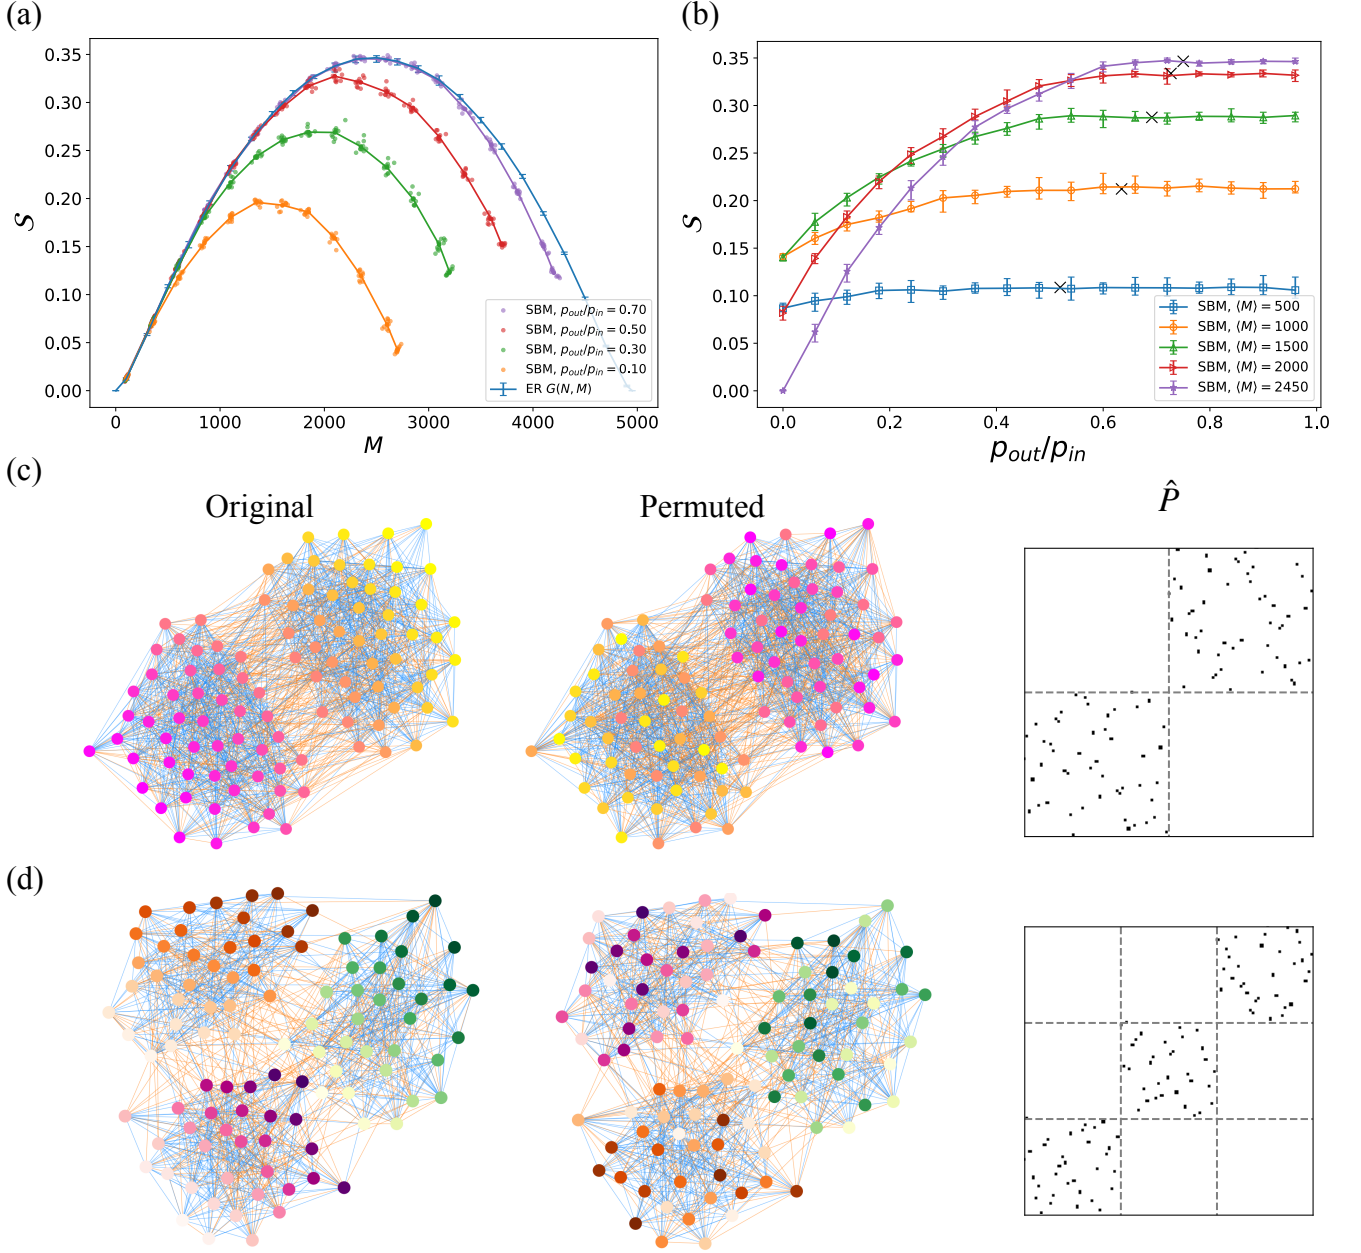 (a)
(b)
S
0.35
0.30
0.25
0.20
0.15
0.10
0.05
0.00
0
1000
2000
3000
4000
5000
M
SBM, p_out/p_in = 0.70
SBM, p_out/p_in = 0.50
SBM, p_out/p_in = 0.30
SBM, p_out/p_in = 0.10
ER G(N, M)
S
0.35
0.30
0.25
0.20
0.15
0.10
0.05
0.00
0.0
0.2
0.4
0.6
0.8
1.0
p_out/p_in
SBM, ⟨M⟩ = 500
SBM, ⟨M⟩ = 1000
SBM, ⟨M⟩ = 1500
SBM, ⟨M⟩ = 2000
SBM, ⟨M⟩ = 2450
(c)
Original
Permuted
P̂
(d)